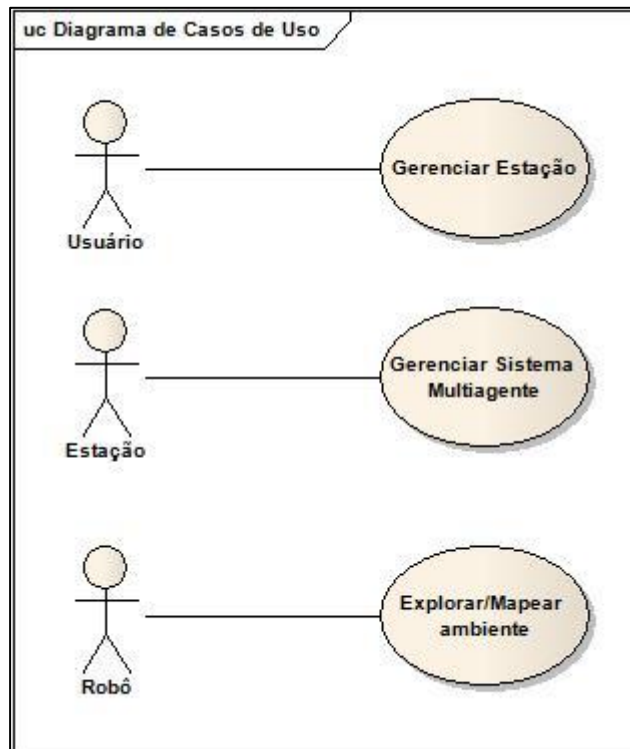 uc Diagrama de Casos de Uso
Gerenciar Estação
Usuário
Gerenciar Sistema
Multiagente
Estação
Explorar/Mapear
ambiente
Robô